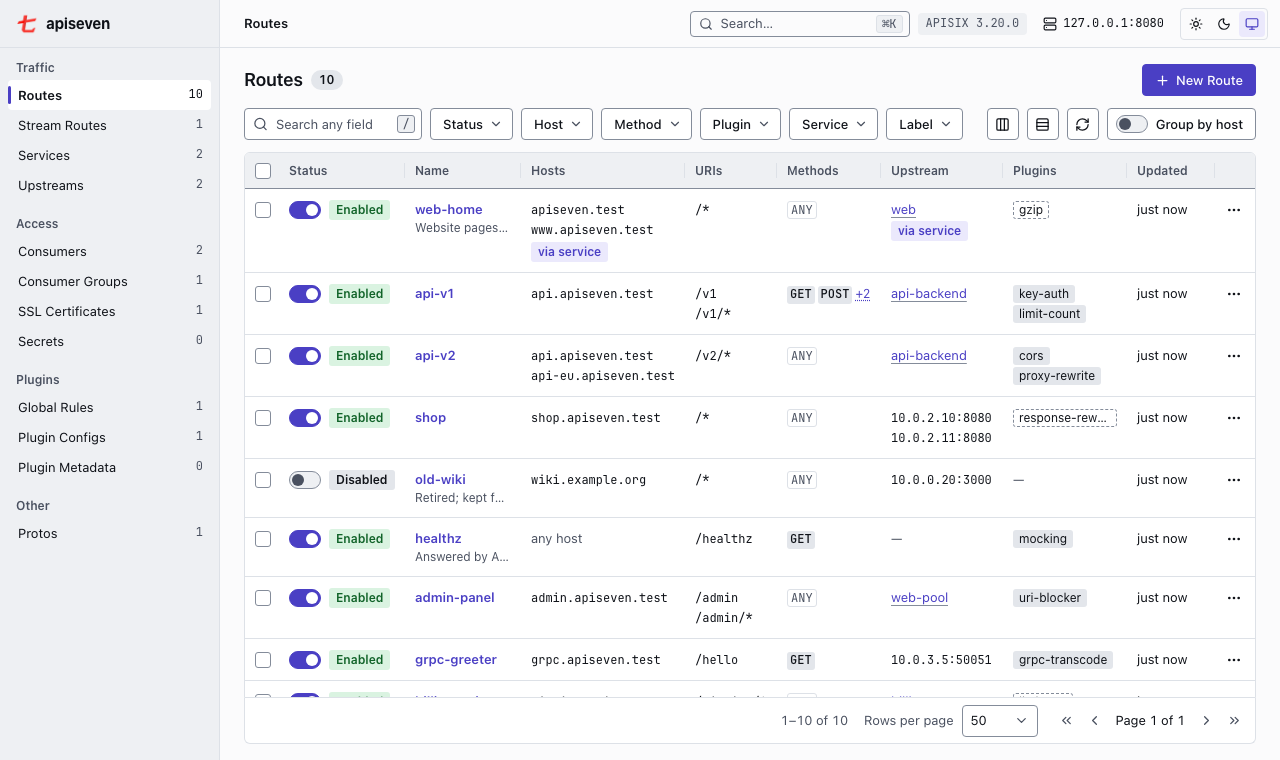 apiseven
Routes
Search...
⌘K
APISIX 3.20.0
127.0.0.1:8080
Traffic
Routes 10
Stream Routes 1
Services 2
Upstreams 2
Access
Consumers 2
Consumer Groups 1
SSL Certificates 1
Secrets 0
Plugins
Global Rules 1
Plugin Configs 1
Plugin Metadata 0
Other
Protos 1
Routes 10
New Route
Search any field /
Status
Host
Method
Plugin
Service
Label
Group by host
Status Name Hosts URIs Methods Upstream Plugins Updated
Enabled web-home apiseven.test /* ANY web gzip just now
Website pages... www.apiseven.test via service
via service
Enabled api-v1 api.apiseven.test /v1 GET POST +2 api-backend key-auth just now
/v1/* limit-count
Enabled api-v2 api.apiseven.test /v2/* ANY api-backend cors just now
api-eu.apiseven.test proxy-rewrite
Enabled shop shop.apiseven.test /* ANY 10.0.2.10:8080 response-rew... just now
10.0.2.11:8080
Disabled old-wiki wiki.example.org /* ANY 10.0.0.20:3000 — just now
Retired; kept f...
Enabled healthz any host /healthz GET — mocking just now
Answered by A...
Enabled admin-panel admin.apiseven.test /admin ANY web-pool uri-blocker just now
/admin/*
Enabled grpc-greeter grpc.apiseven.test /hello GET 10.0.3.5:50051 grpc-transcode just now
1–10 of 10 Rows per page 50 Page 1 of 1